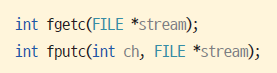 int fgetc(FILE *stream);
int fputc(int ch, FILE *stream);